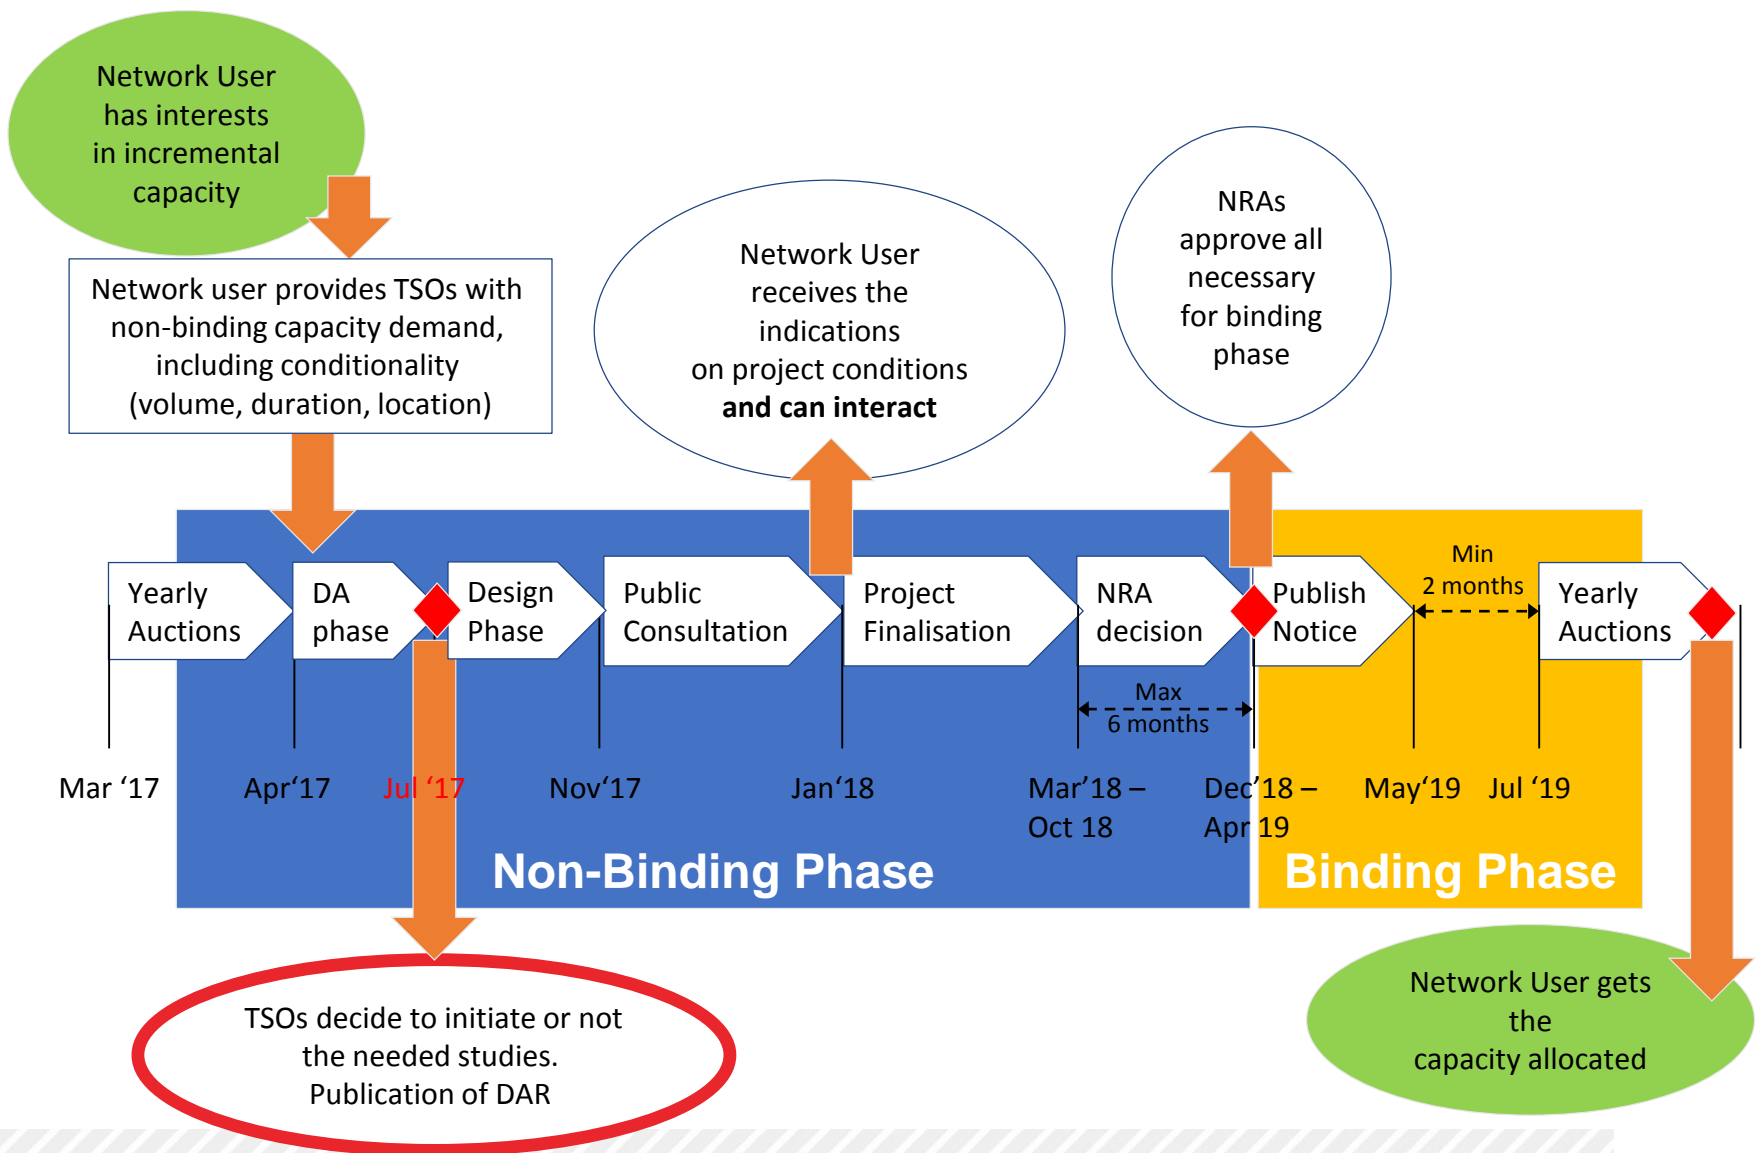 Network User
has interests
in incremental
capacity
Network user provides TSOs with
non-binding capacity demand,
including conditionality
(volume, duration, location)
Network User
receives the
indications
on project conditions
and can interact
NRAs
approve all
necessary
for binding
phase
Yearly
Auctions
DA
phase
Design
Phase
Public
Consultation
Project
Finalisation
NRA
decision
Publish
Notice
Min
2 months
Yearly
Auctions
Max
6 months
Mar ‘17
Apr‘17
Jul ‘17
Nov‘17
Jan‘18
Mar’18 –
Oct 18
Dec’18 –
Apr 19
May‘19
Jul ‘19
Non-Binding Phase
Binding Phase
TSOs decide to initiate or not
the needed studies.
Publication of DAR
Network User gets
the
capacity allocated